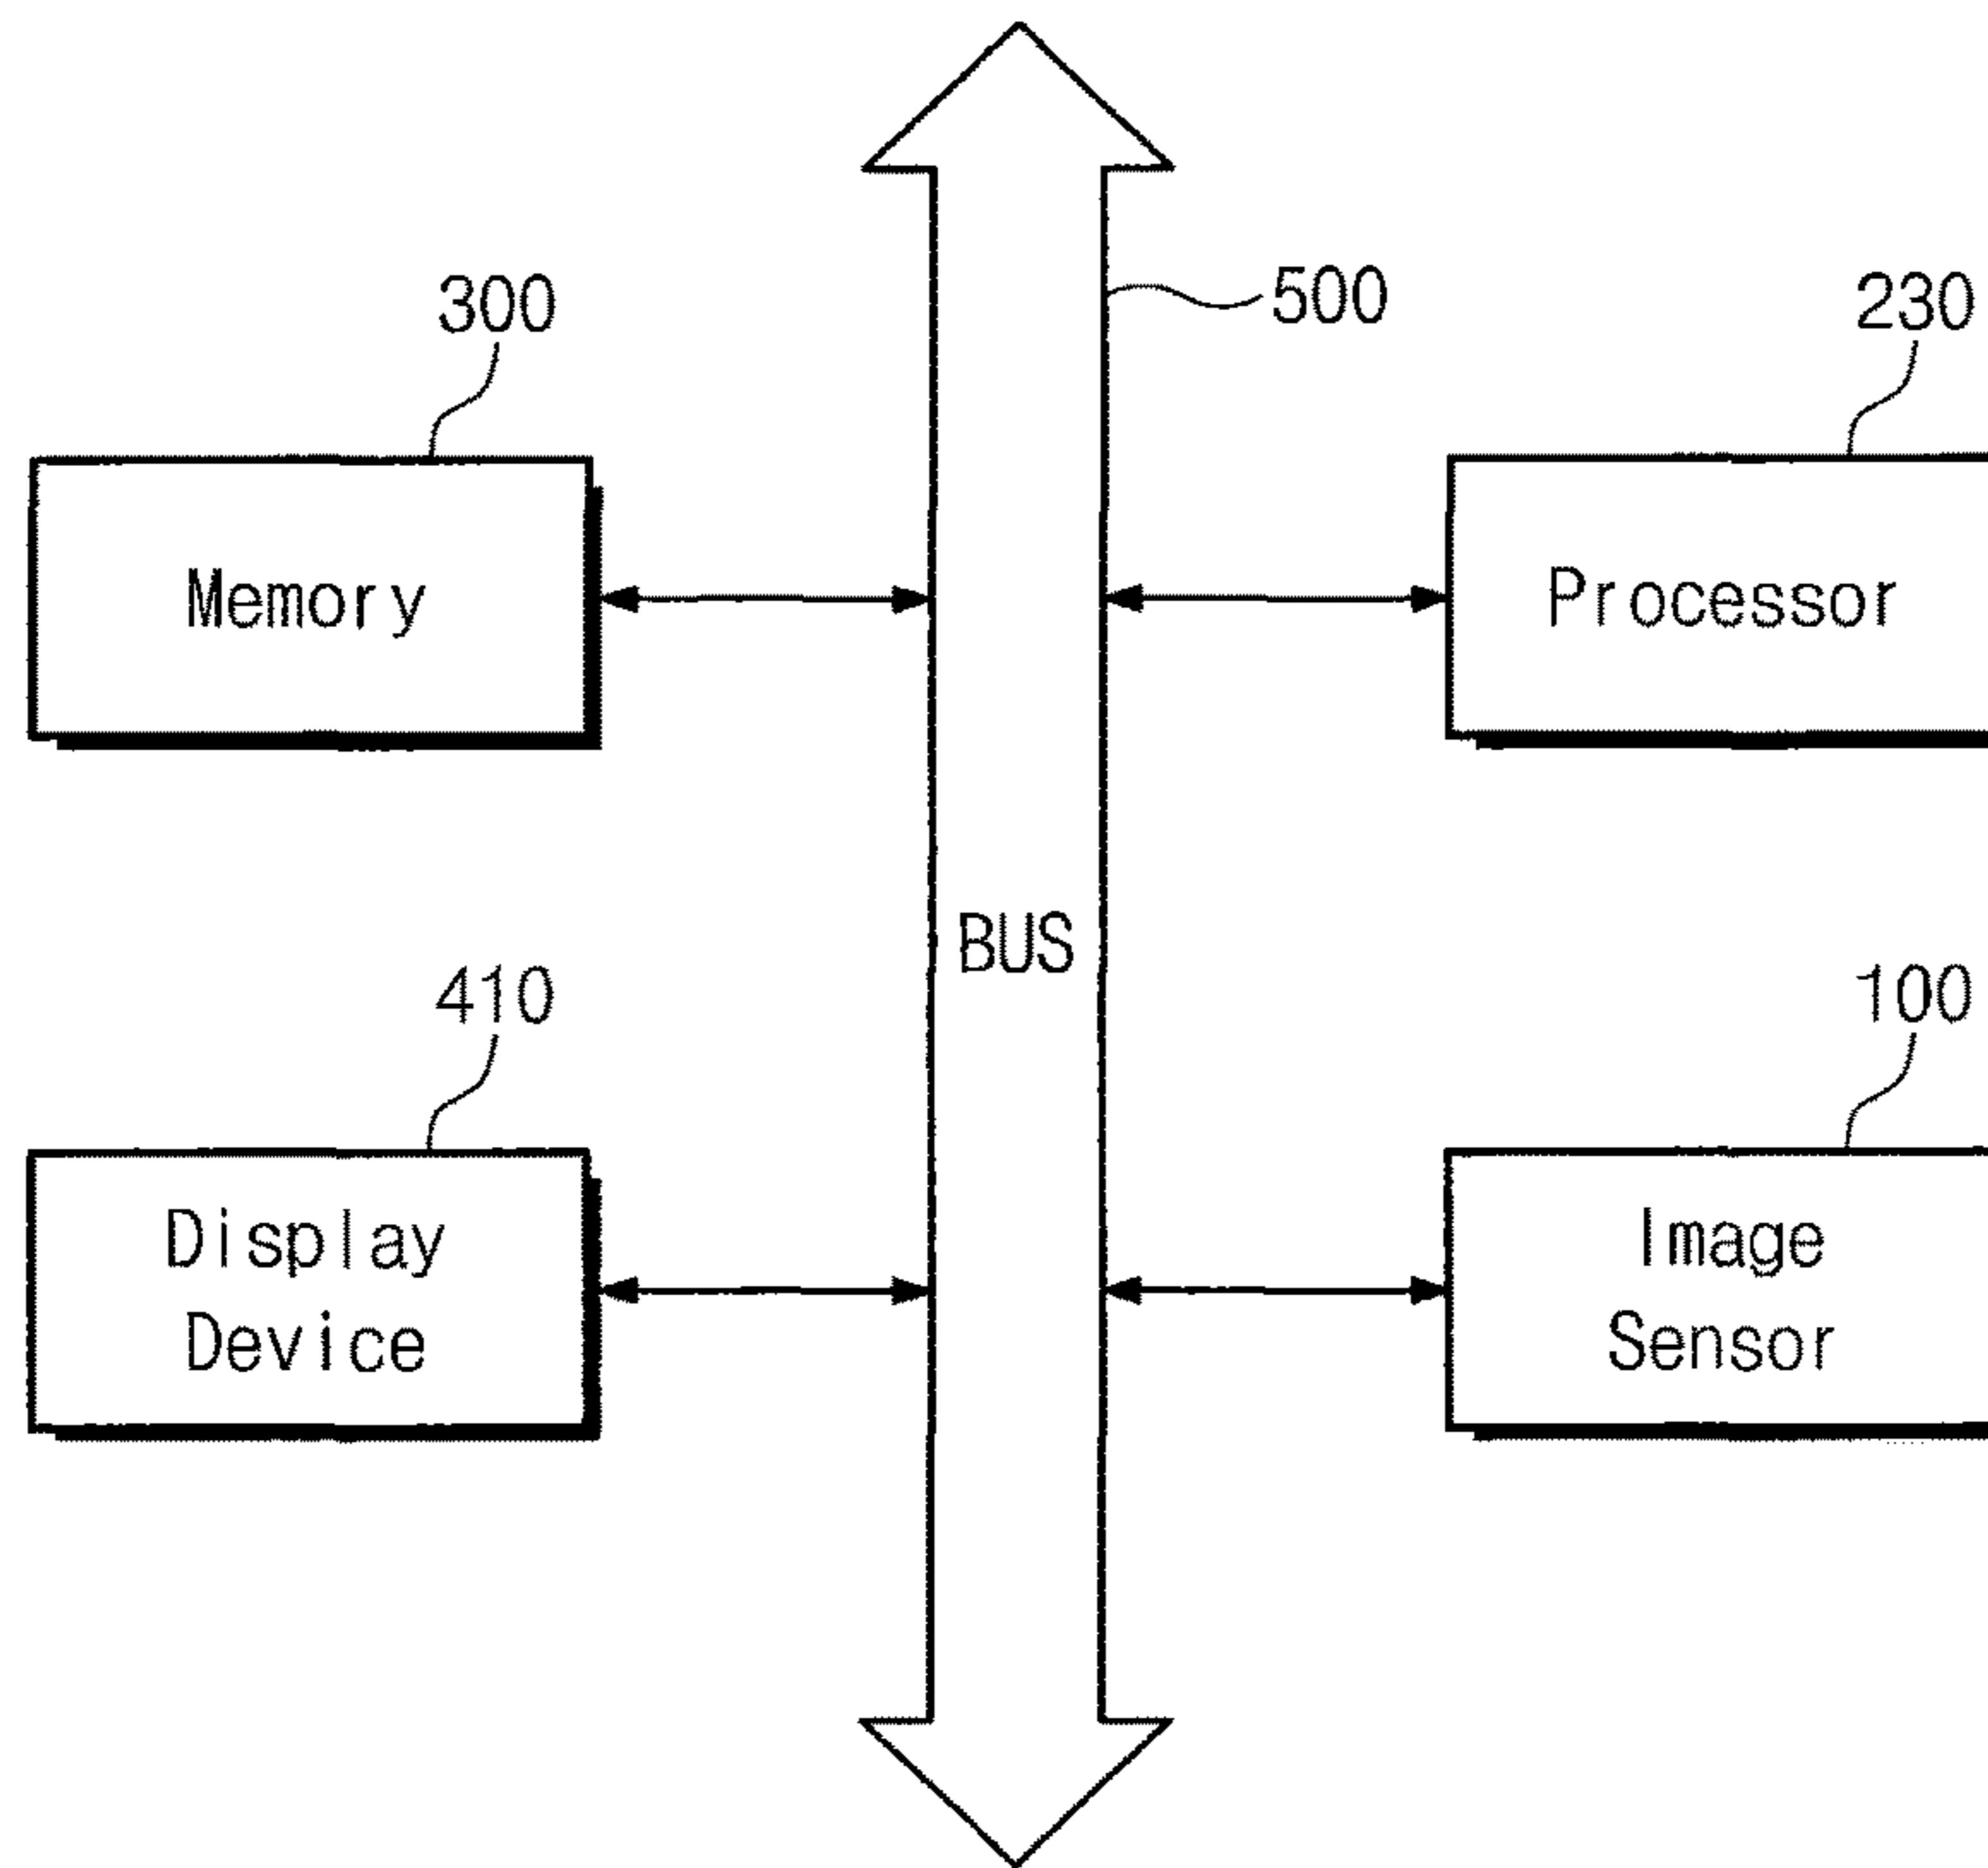 300
500
230
Memory
Processor
BUS
410
100
Display
Device
Image
Sensor